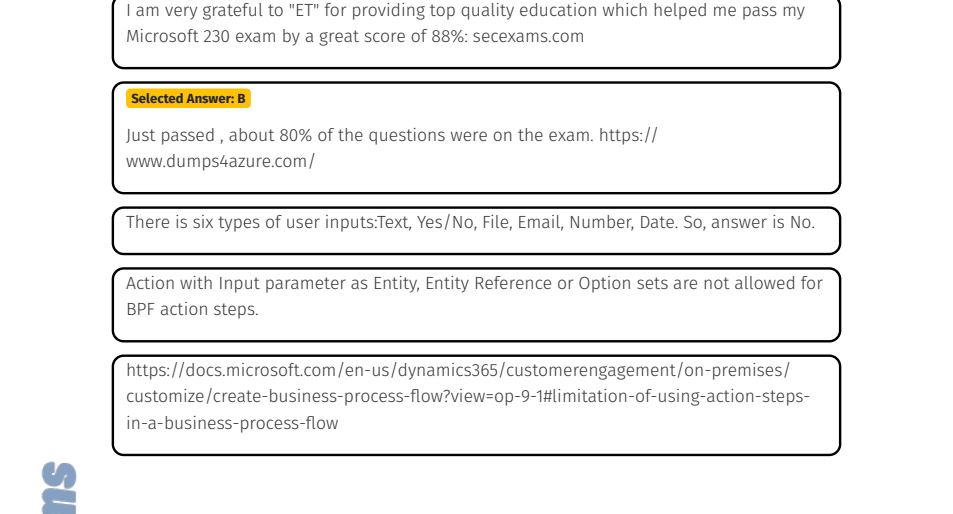 I am very grateful to "ET" for providing top quality education which helped me pass my
Microsoft 230 exam by a great score of 88%: secexams.com
Selected Answer: B
Just passed , about 80% of the questions were on the exam. https://
www.dumps4azure.com/
There is six types of user inputs:Text, Yes/No, File, Email, Number, Date. So, answer is No.
Action with Input parameter as Entity, Entity Reference or Option sets are not allowed for
BPF action steps.
https://docs.microsoft.com/en-us/dynamics365/customerengagement/on-premises/
customize/create-business-process-flow?view=op-9-1#limitation-of-using-action-steps-
in-a-business-process-flow